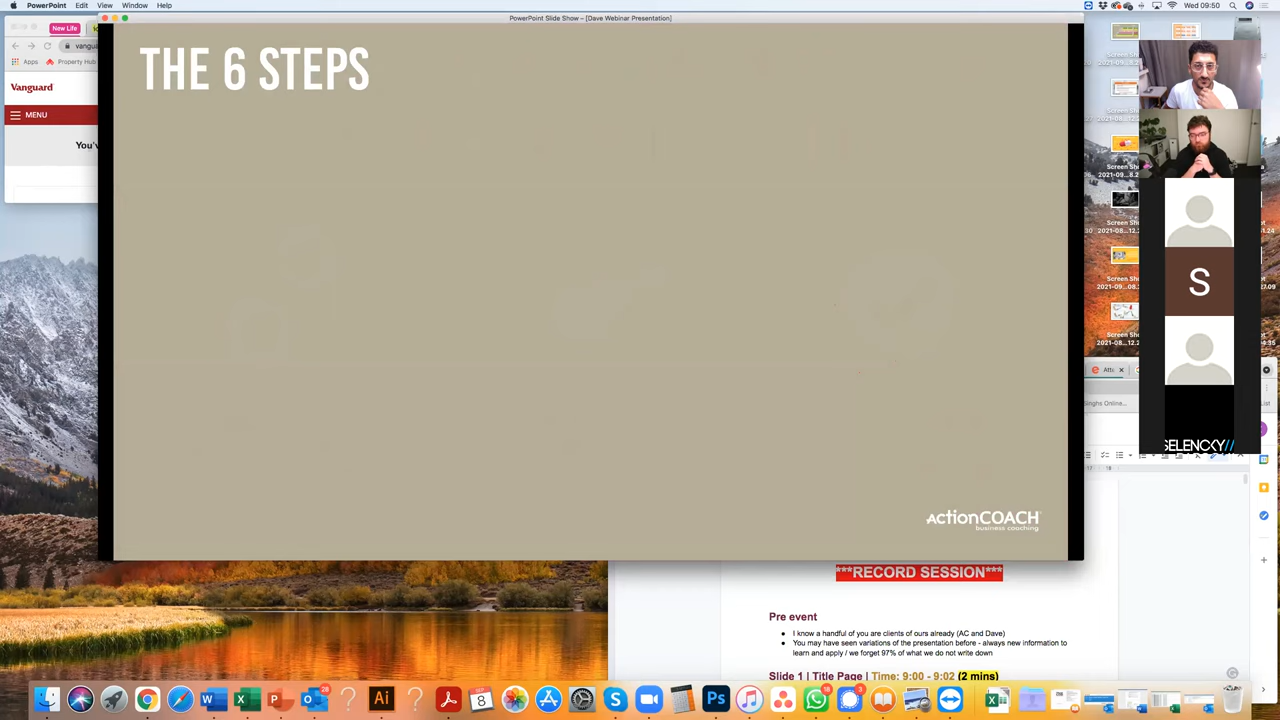 PowerPoint Edit View Window Help
Wed 09:50
PowerPoint Slide Show – [Dave Webinar Presentation]
New Life
Apps Property Hub
Vanguard
MENU
You'v
THE 6 STEPS
ActionCOACH
business coaching
S
SELENCKY//
***RECORD SESSION***
Pre event
● I know a handful of you are clients of ours already (AC and Dave)
● You may have seen variations of the presentation before - always new information to
learn and apply / we forget 97% of what we do not write down
Slide 1 | Title Page | Time: 9:00 - 9:02 (2 mins)